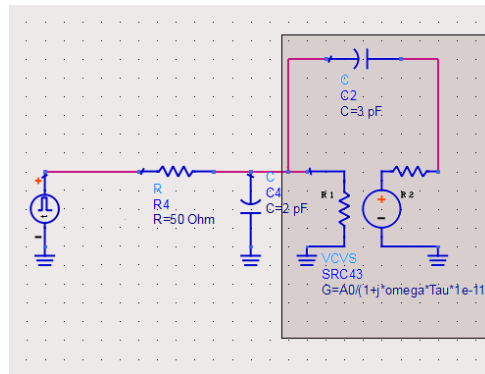 C
C2
C=3 pF
R
R4
R=50 Ohm
C
C4
C=2 pF
R1
R2
VCVS
SRC43
G=A0/(1+j*omega*Tau*1e-11